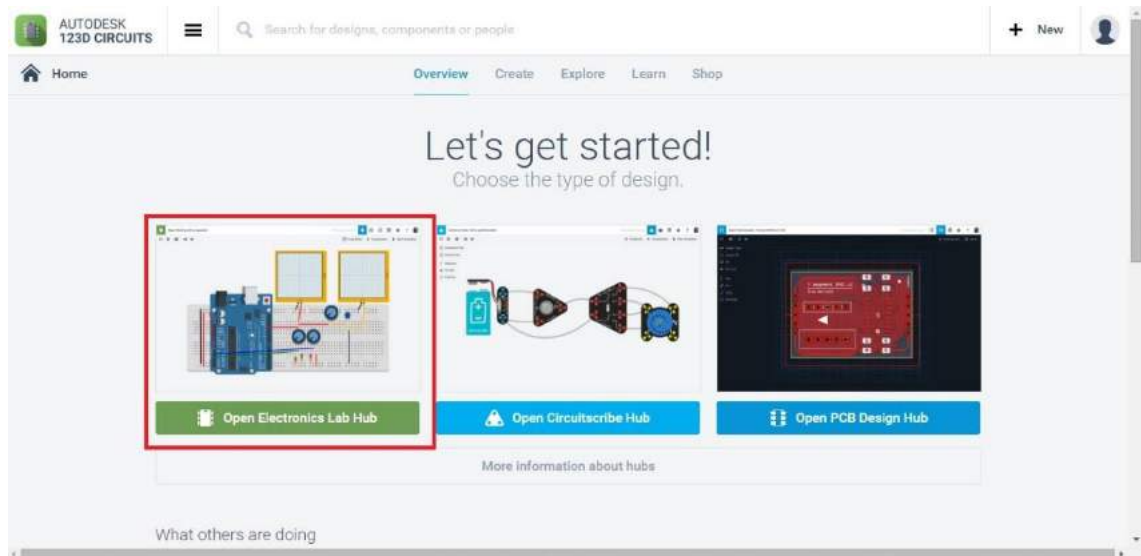 AUTODESK
123D CIRCUITS
Search for designs, components or people
+ New
Home
Overview Create Explore Learn Shop
Let's get started!
Choose the type of design.
Open Electronics Lab Hub
Open Circuitscribe Hub
Open PCB Design Hub
More information about hubs
What others are doing